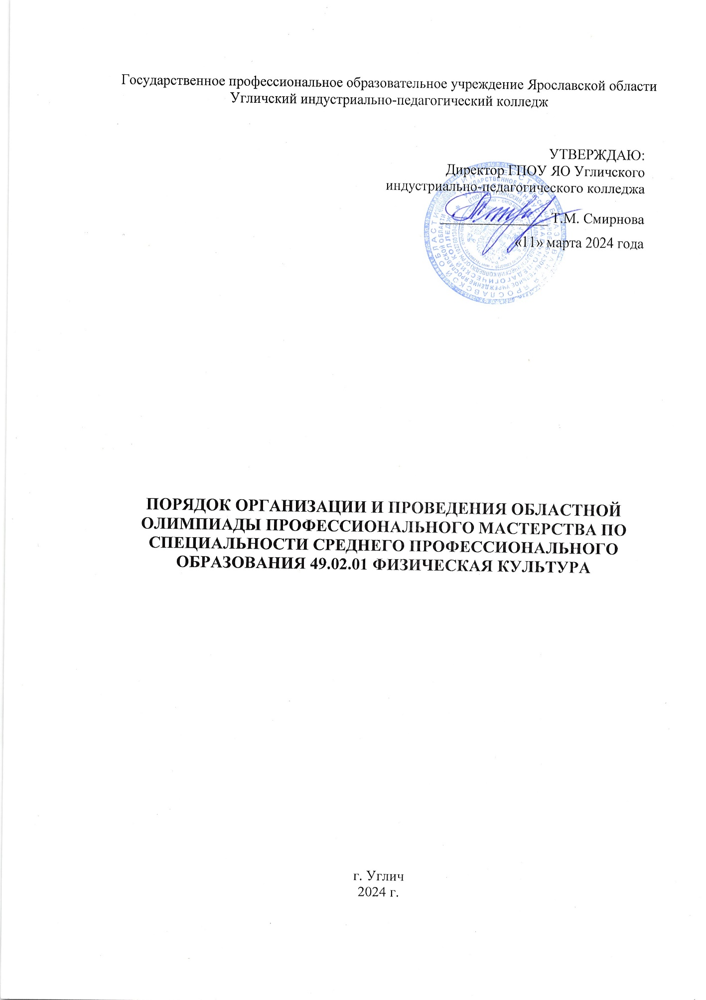 Государственное профессиональное образовательное учреждение Ярославской области
Угличский индустриально-педагогический колледж
УТВЕРЖДАЮ:
Директор ГПОУ ЯО Угличского
индустриально-педагогического колледжа
Т.М. Смирнова
«11» марта 2024 года
ПОРЯДОК ОРГАНИЗАЦИИ И ПРОВЕДЕНИЯ ОБЛАСТНОЙ
ОЛИМПИАДЫ ПРОФЕССИОНАЛЬНОГО МАСТЕРСТВА ПО
СПЕЦИАЛЬНОСТИ СРЕДНЕГО ПРОФЕССИОНАЛЬНОГО
ОБРАЗОВАНИЯ 49.02.01 ФИЗИЧЕСКАЯ КУЛЬТУРА
г. Углич
2024 г.